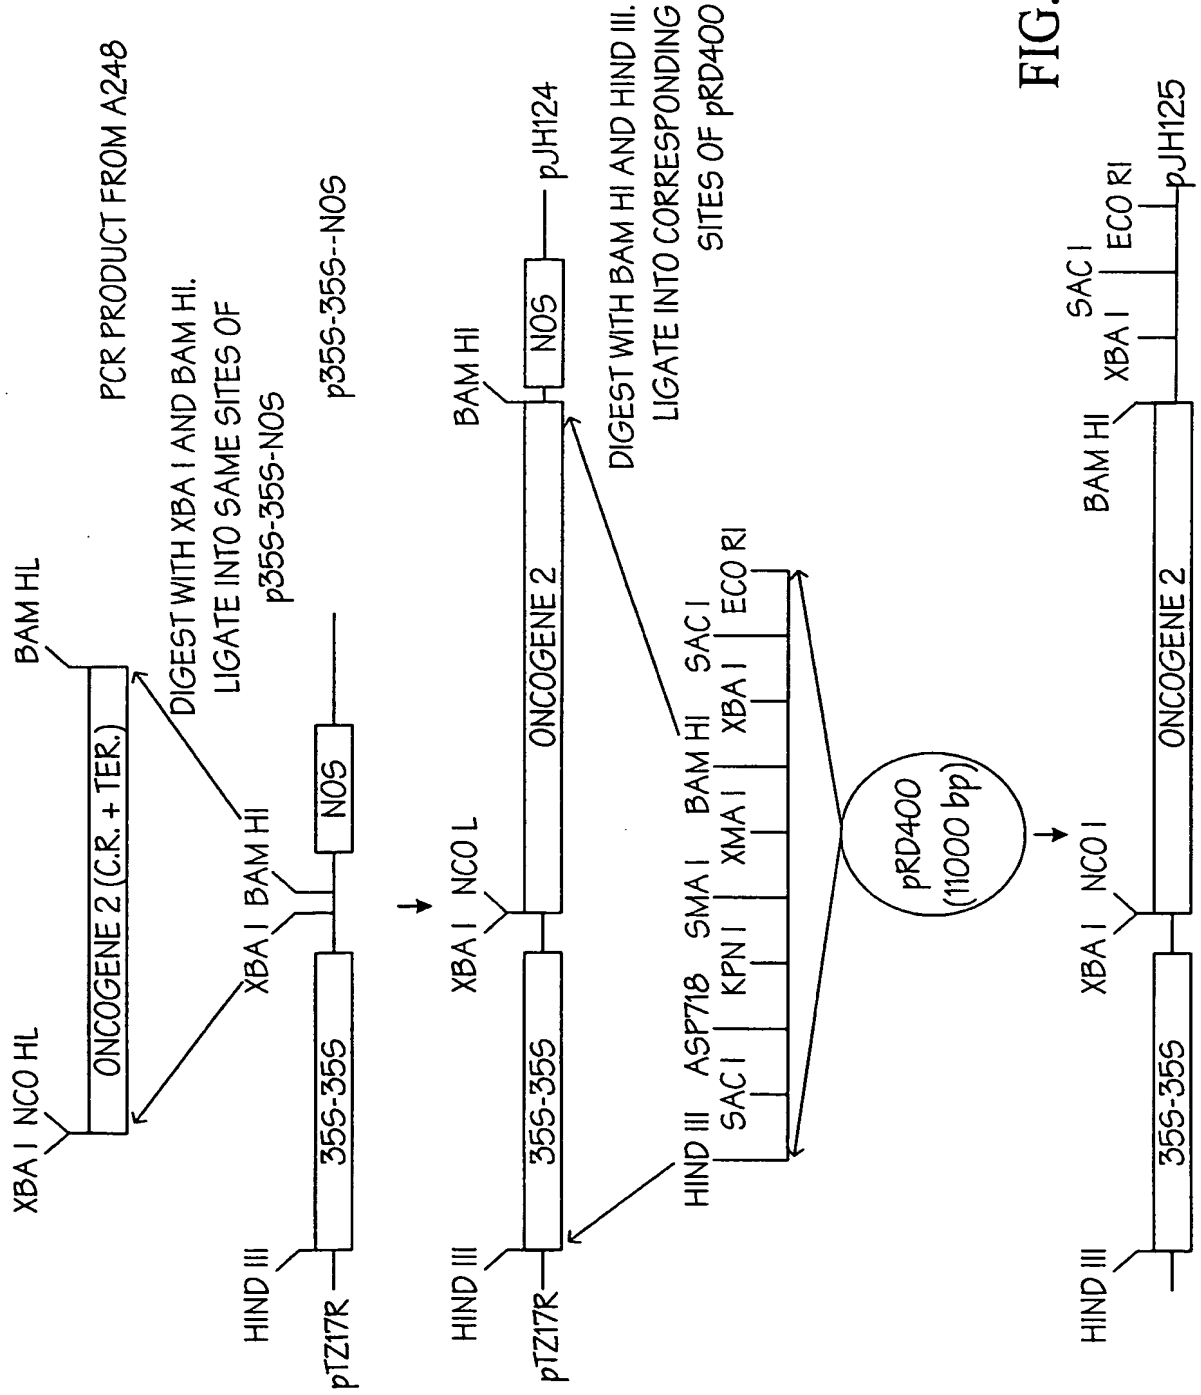 XBA I NCO HL
BAM HL
ONCOGENE 2 (C.R. + TER.)
PCR PRODUCT FROM A248
DIGEST WITH XBA I AND BAM HI.
LIGATE INTO SAME SITES OF
p35S-35S-NOS
HIND III
XBA I BAM HI
pTZ17R
35S-35S
NOS
p35S-35S--NOS
HIND III
XBA I NCO L
BAM HI
pTZ17R
35S-35S
ONCOGENE 2
NOS
pJH124
DIGEST WITH BAM HI AND HIND III.
LIGATE INTO CORRESPONDING
SITES OF pRD400
HIND III ASP718 SMA I BAM HI SAC I
SAC I KPN I XMA I XBA I ECO RI
pRD400
(11000 bp)
HIND III
XBA I NCO I
BAM HI
SAC I
XBA I ECO RI
35S-35S
ONCOGENE 2
pJH125
FIG.